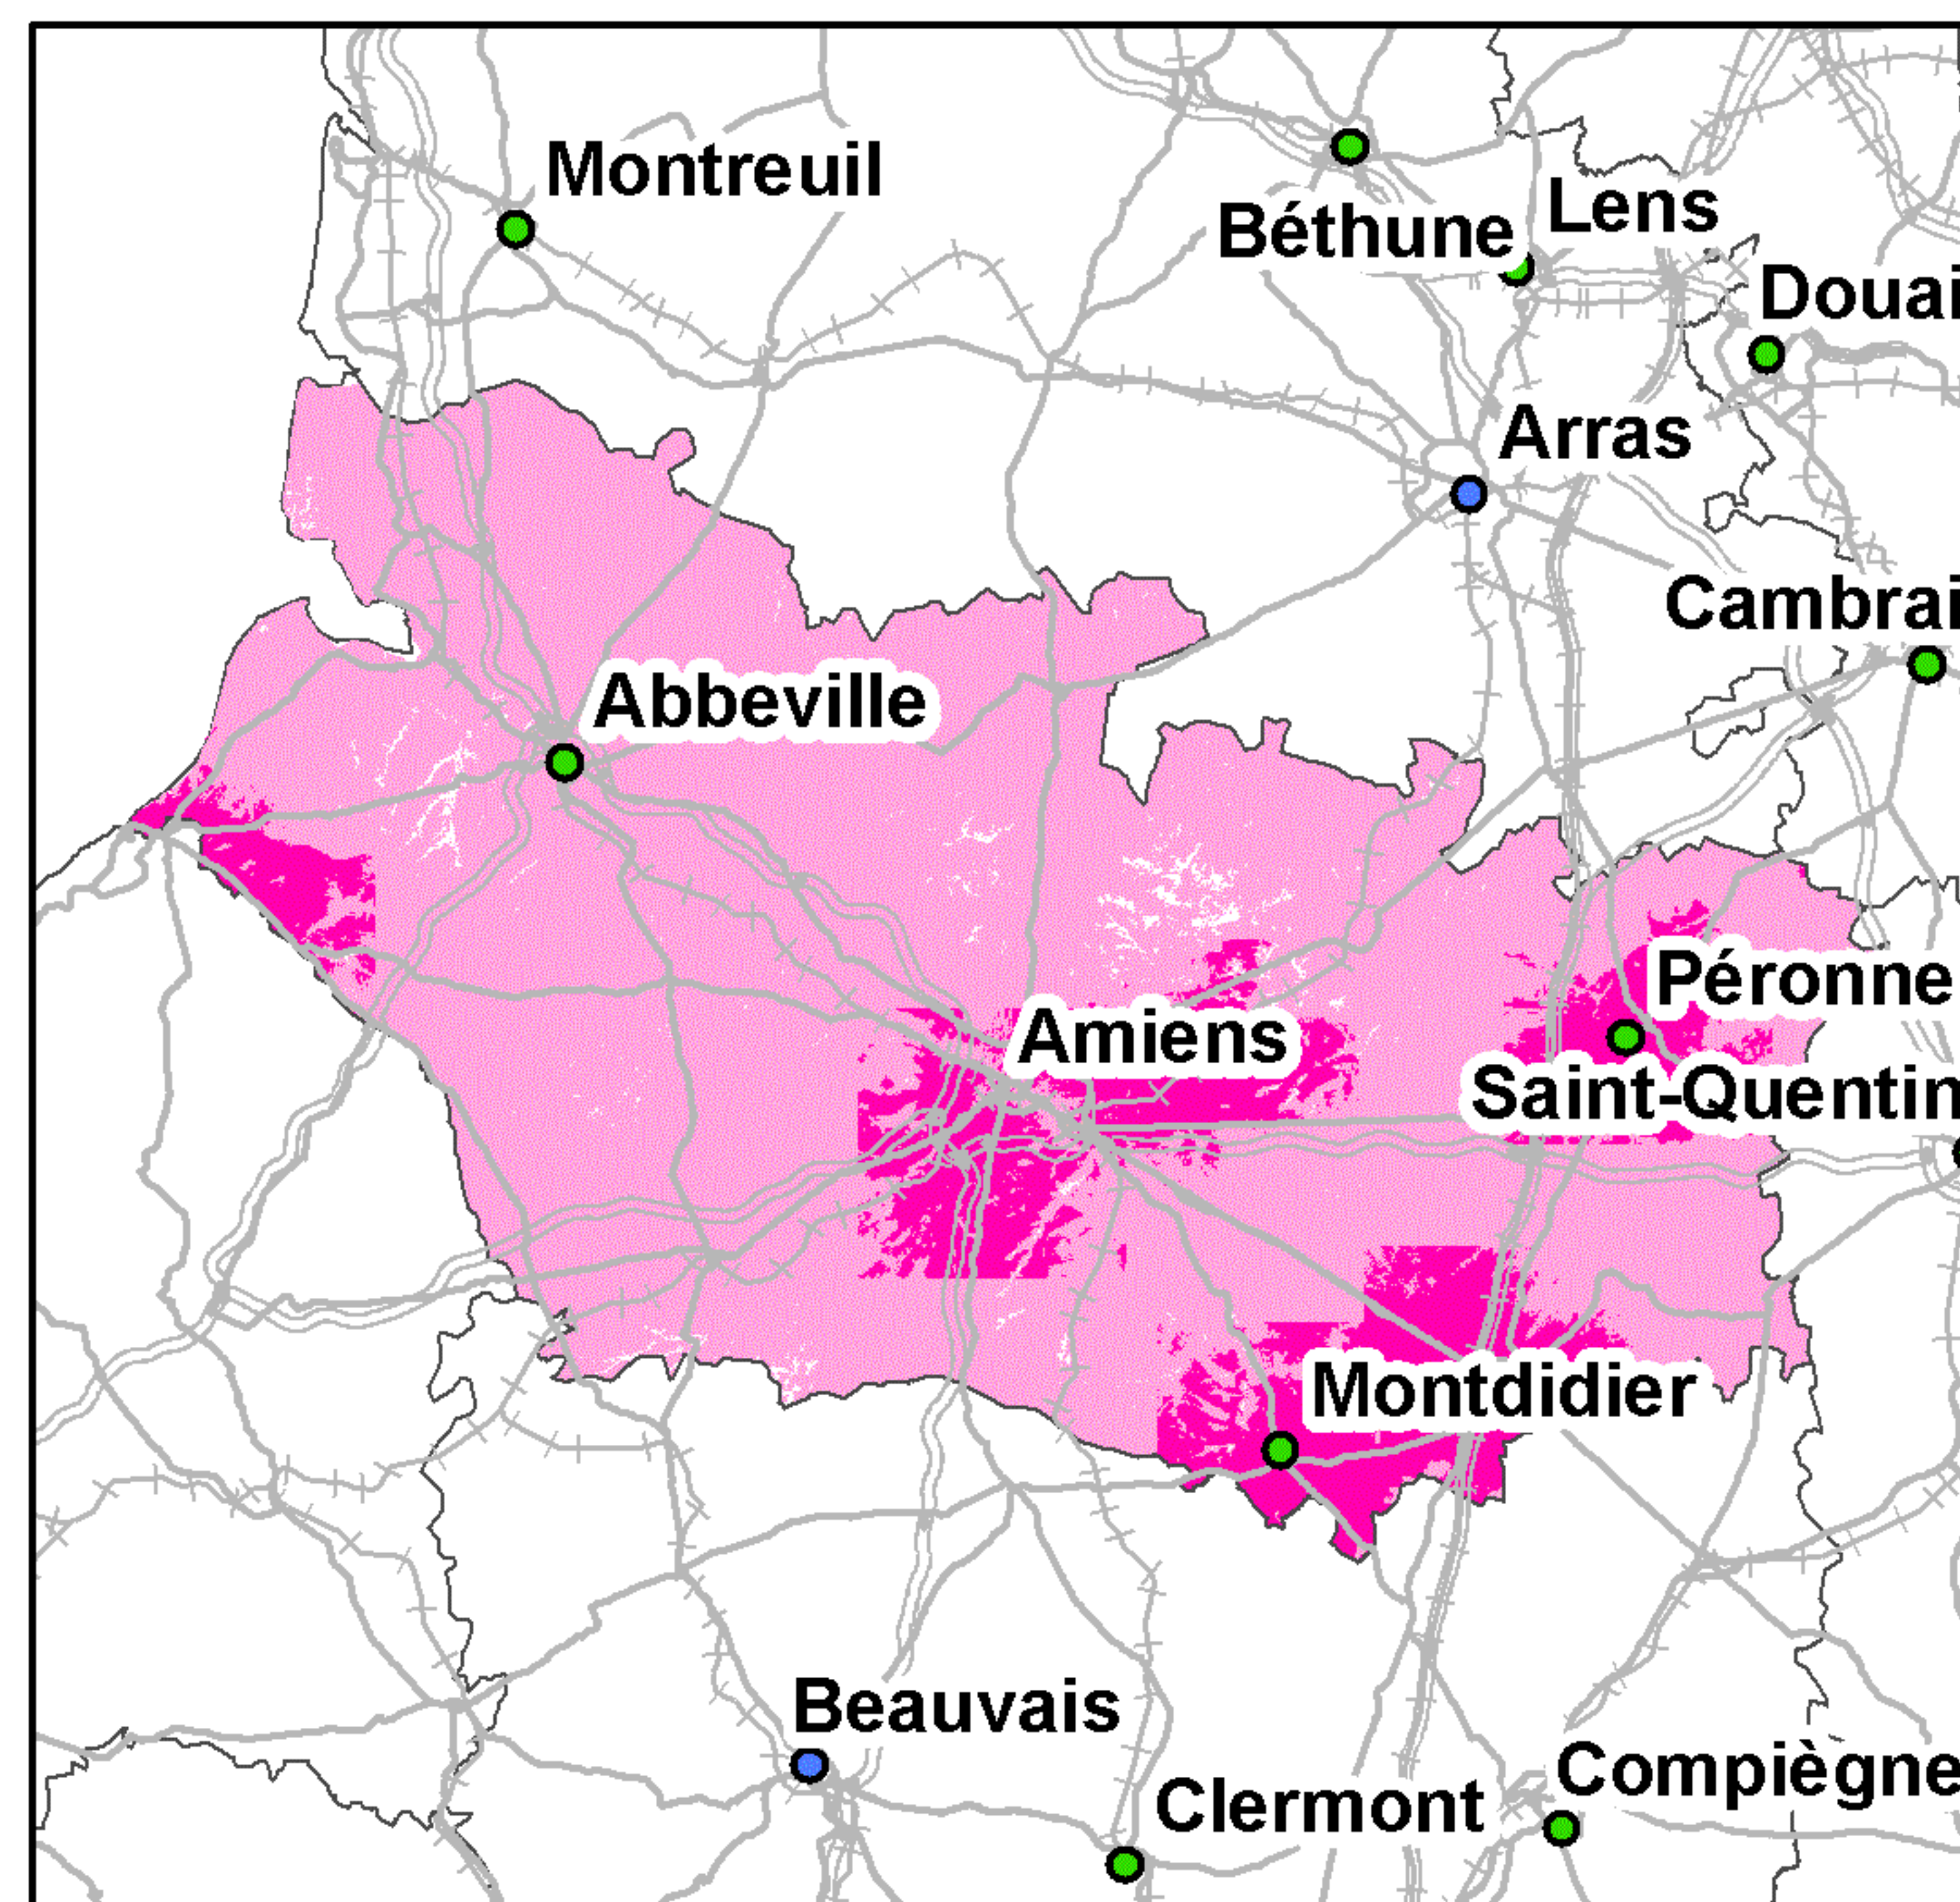 Montreuil
Lens
Béthune
Douai
Arras
Cambrai
Abbeville
Péronne
Amiens
Saint-Quentin
Montdidier
Beauvais
Compiègne
Clermont